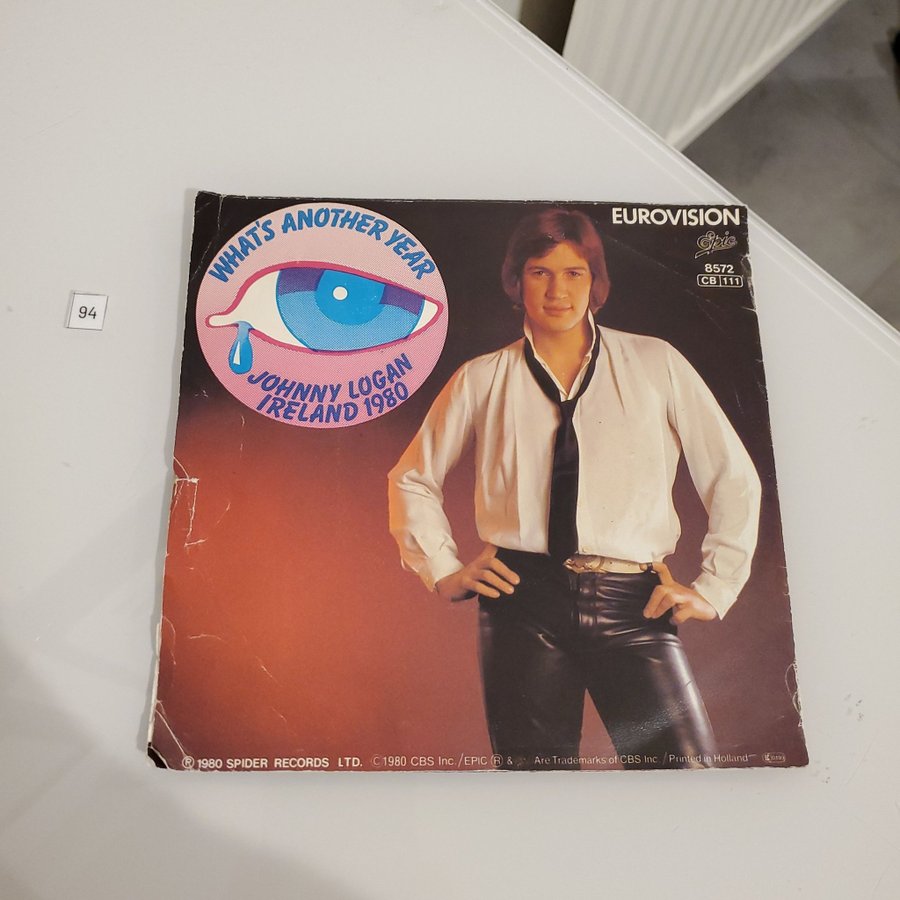 WHAT'S ANOTHER YEAR
JOHNNY LOGAN
IRELAND 1980
EUROVISION
Epic
8572
CB 111
94
℗ 1980 SPIDER RECORDS LTD. © 1980 CBS Inc. / EPIC ® & Are Trademarks of CBS Inc. / Printed in Holland